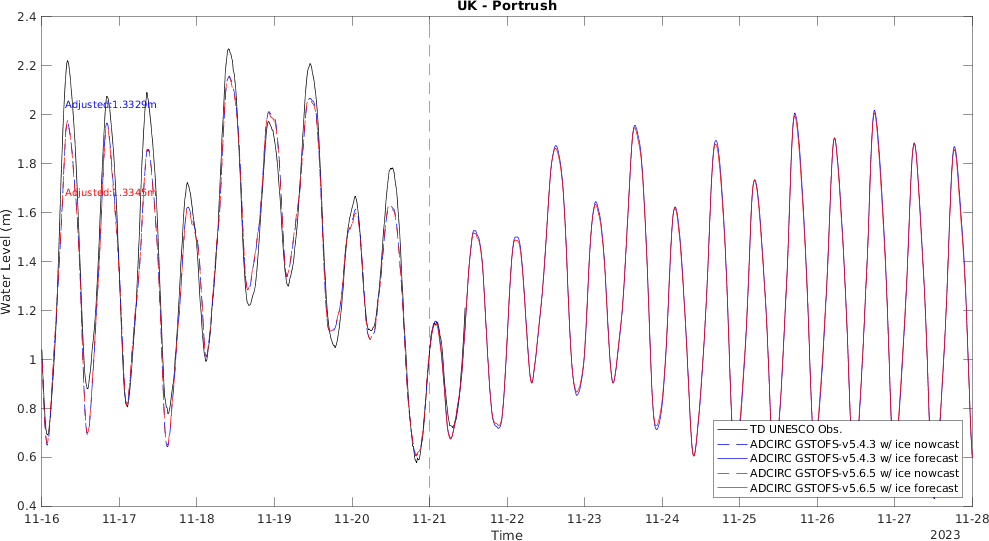 UK - Portrush
2.4
2.2
2
1.8
1.6
1.4
1.2
1
0.8
0.6
0.4
Water Level (m)
Adjusted:1.3329m
Adjusted:1.3345m
TD UNESCO Obs.
ADCIRC GSTOFS-v5.4.3 w/ ice nowcast
ADCIRC GSTOFS-v5.4.3 w/ ice forecast
ADCIRC GSTOFS-v5.6.5 w/ ice nowcast
ADCIRC GSTOFS-v5.6.5 w/ ice forecast
11-16 11-17 11-18 11-19 11-20 11-21 11-22 11-23 11-24 11-25 11-26 11-27 11-28
Time
2023